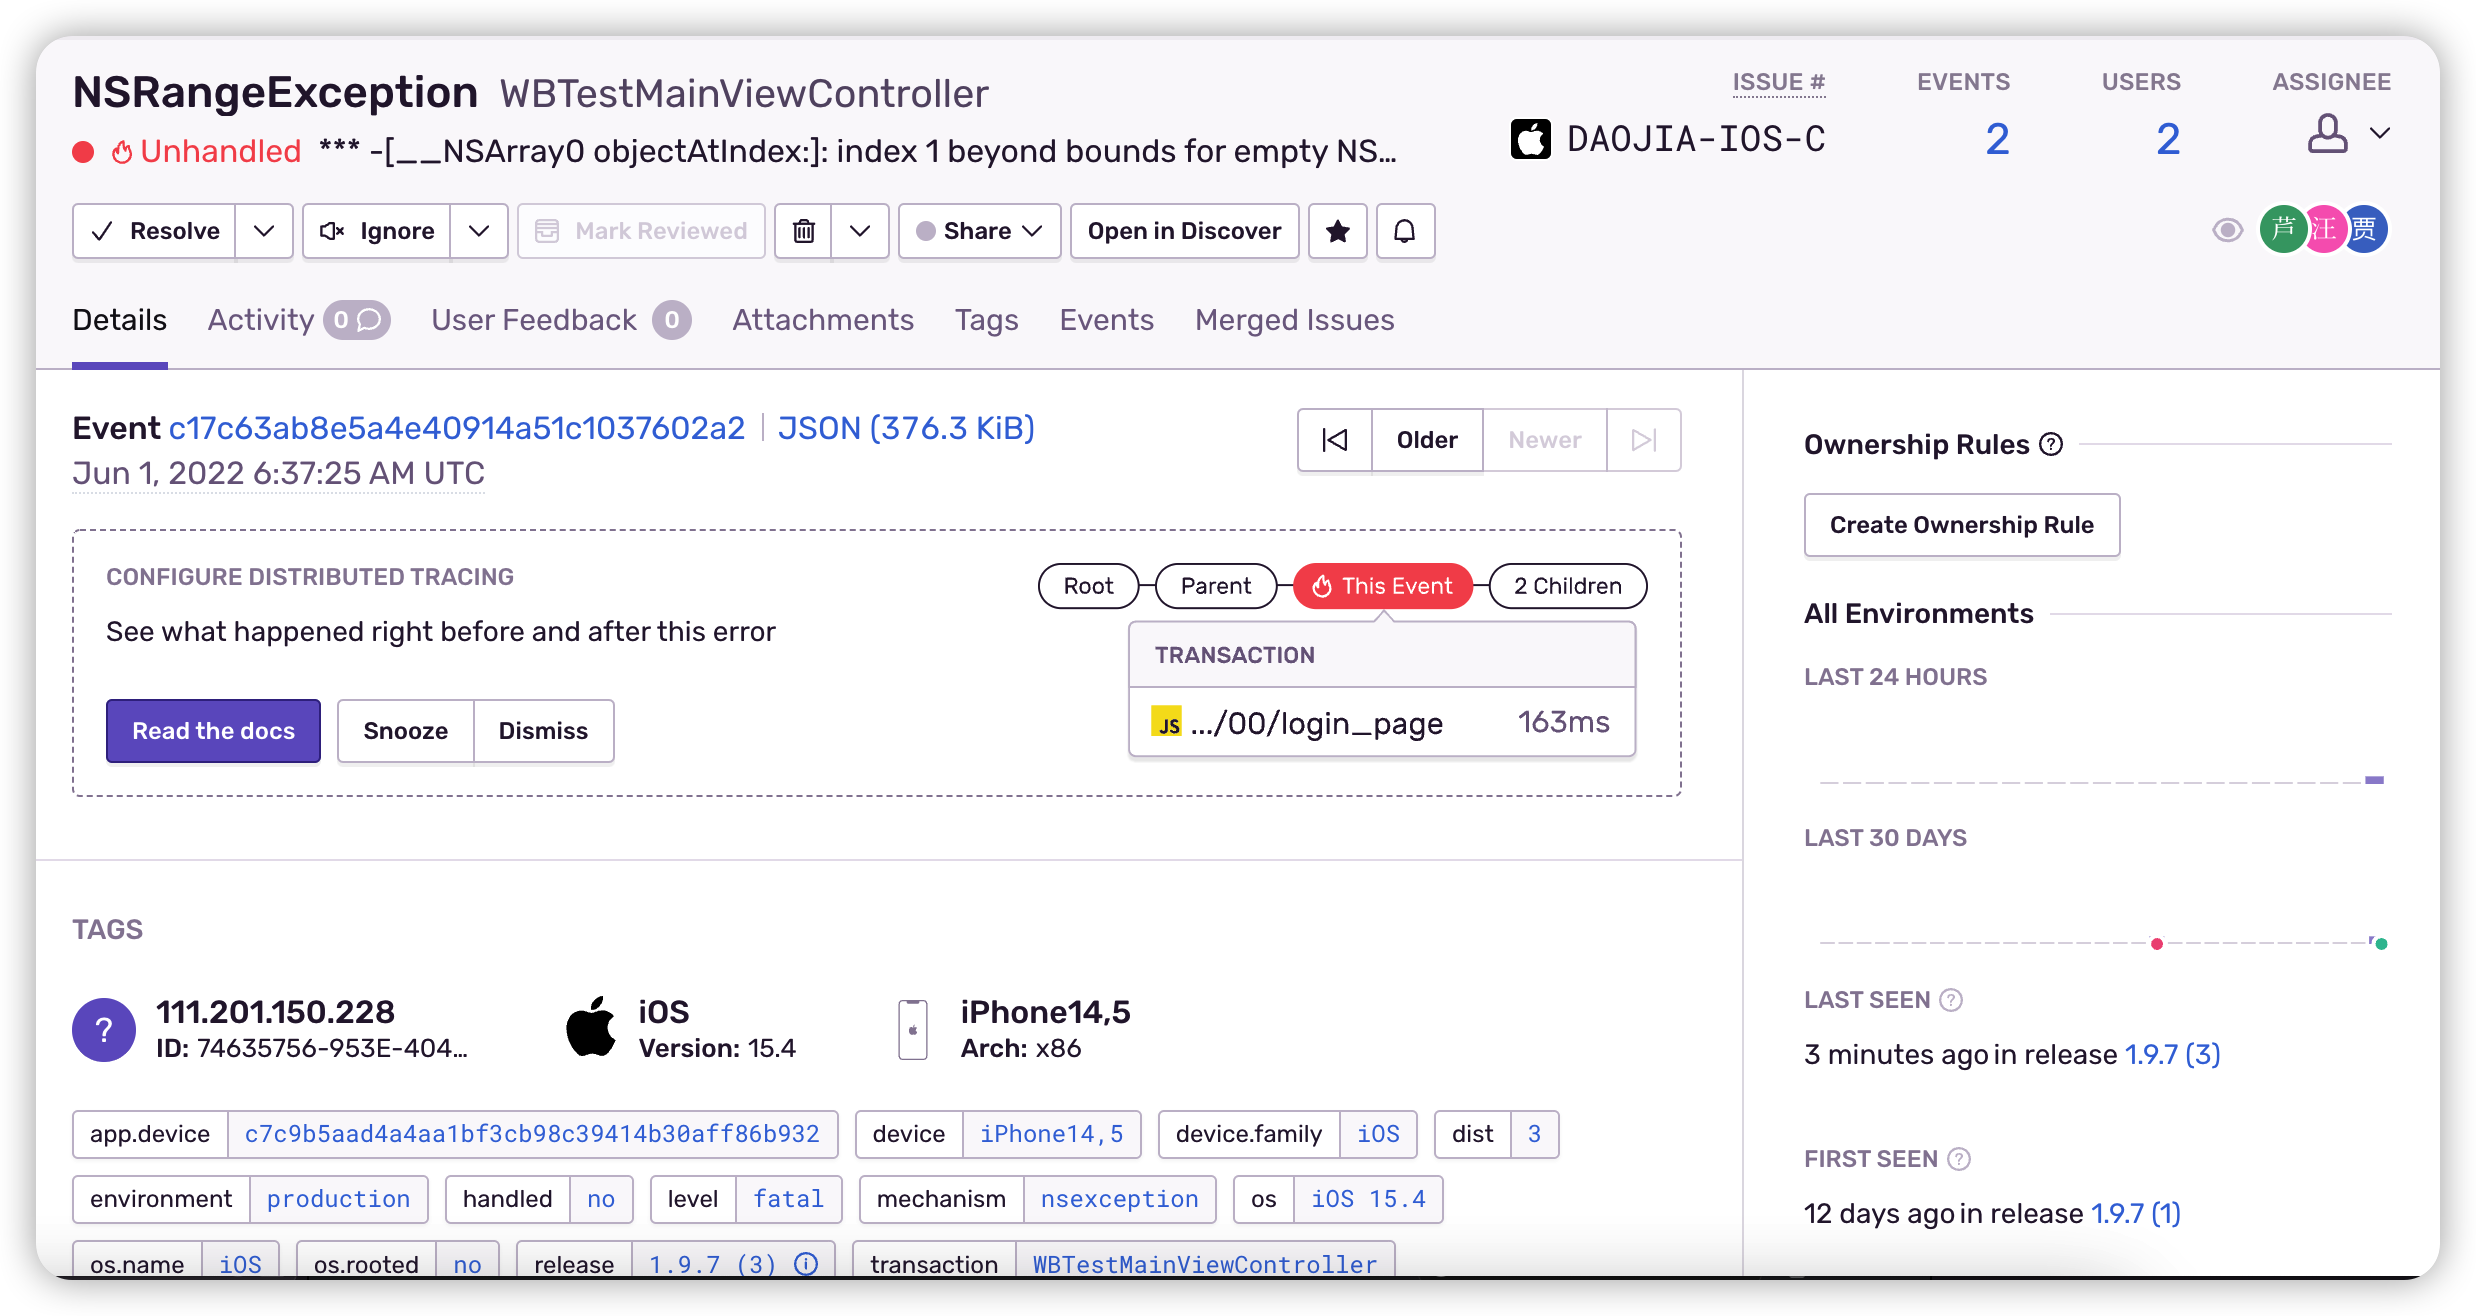 NSRangeException WBTestMainViewController
Unhandled *** -[__NSArray0 objectAtIndex:]: index 1 beyond bounds for empty NS...
ISSUE # EVENTS USERS ASSIGNEE
DAOJIA-IOS-C 2 2
Resolve Ignore Mark Reviewed Share Open in Discover
芦 汪 贾
Details Activity 0 User Feedback 0 Attachments Tags Events Merged Issues
Event c17c63ab8e5a4e40914a51c1037602a2 | JSON (376.3 KiB)
Jun 1, 2022 6:37:25 AM UTC
Older Newer
CONFIGURE DISTRIBUTED TRACING
See what happened right before and after this error
Read the docs Snooze Dismiss
Root Parent This Event 2 Children
TRANSACTION
JS .../00/login_page 163ms
TAGS
? 111.201.150.228
ID: 74635756-953E-404...
iOS
Version: 15.4
iPhone14,5
Arch: x86
app.device c7c9b5aad4a4aa1bf3cb98c39414b30aff86b932 device iPhone14,5 device.family iOS dist 3
environment production handled no level fatal mechanism nsexception os iOS 15.4
os.name iOS os.rooted no release 1.9.7 (3) transaction WBTestMainViewController
Ownership Rules ?
Create Ownership Rule
All Environments
LAST 24 HOURS
LAST 30 DAYS
LAST SEEN ?
3 minutes ago in release 1.9.7 (3)
FIRST SEEN ?
12 days ago in release 1.9.7 (1)